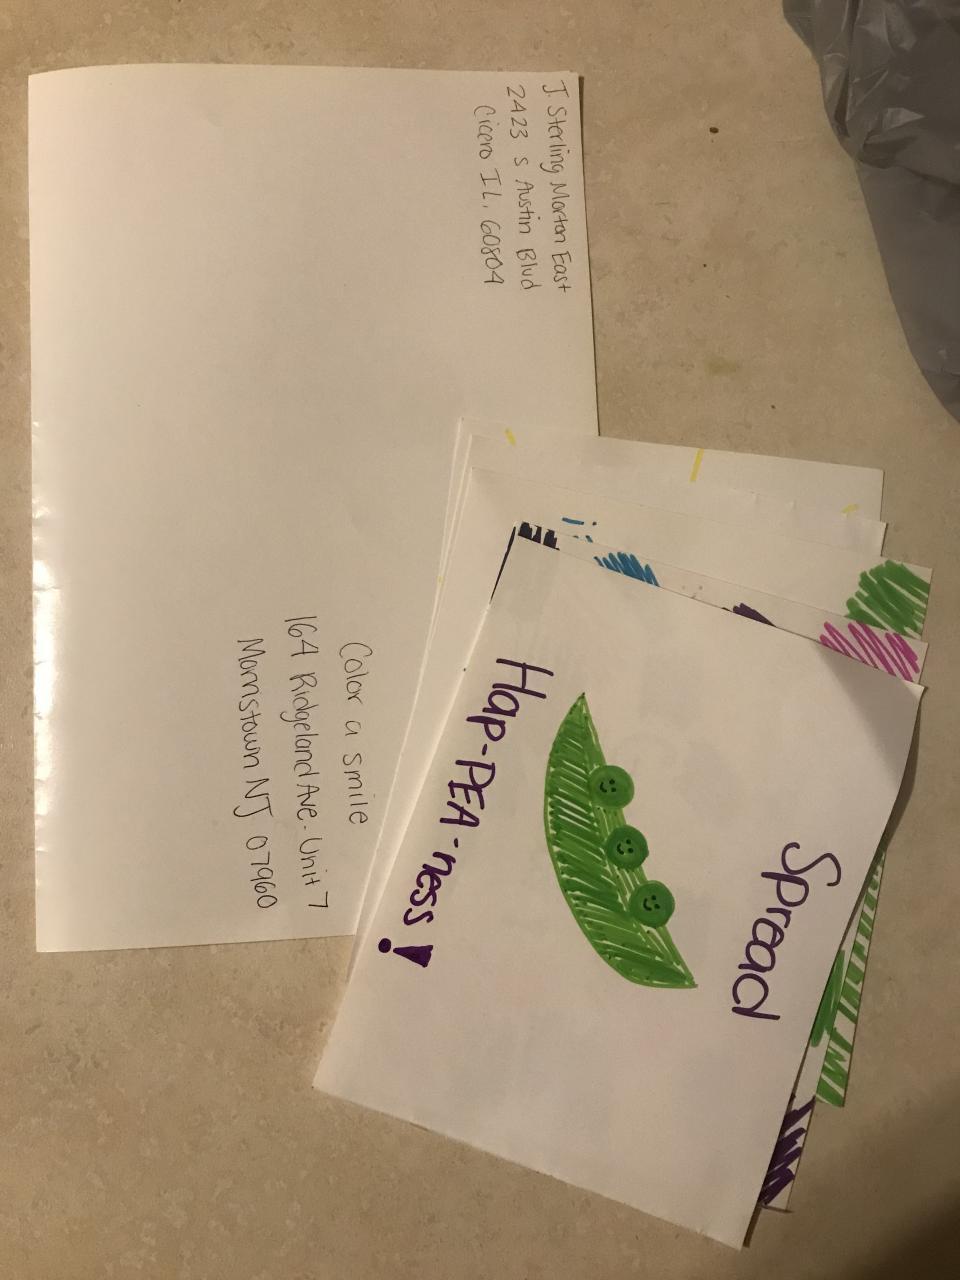 J. Sterling Morton East
2423 S Austin Blvd
Cicero IL, 60804
Color a smile
164 Ridgeland Ave - Unit 7
Morristown NJ 07960
Spread
Hap-PEA-ness!